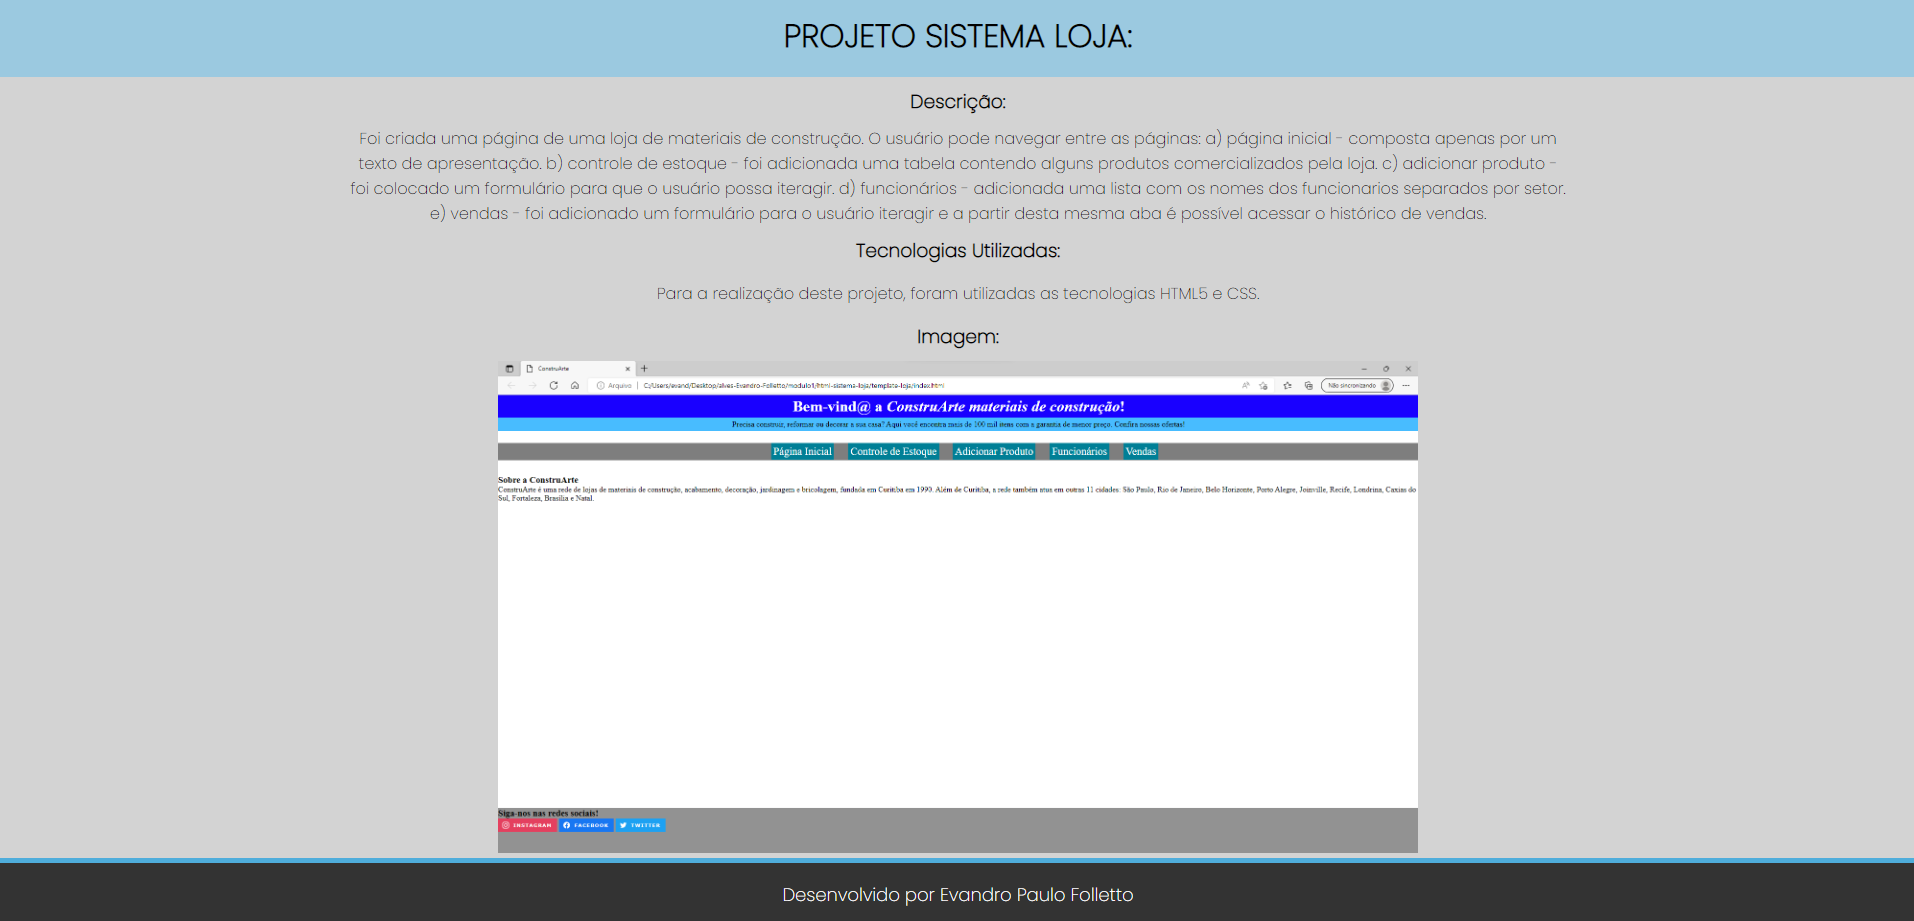 PROJETO SISTEMA LOJA:
Descrição:
Foi criada uma página de uma loja de materiais de construção. O usuário pode navegar entre as páginas: a) página inicial - composta apenas por um
texto de apresentação. b) controle de estoque - foi adicionada uma tabela contendo alguns produtos comercializados pela loja. c) adicionar produto -
foi colocado um formulário para que o usuário possa iteragir. d) funcionários - adicionada uma lista com os nomes dos funcionarios separados por setor.
e) vendas - foi adicionado um formulário para o usuário iteragir e a partir desta mesma aba é possível acessar o histórico de vendas.
Tecnologias Utilizadas:
Para a realização deste projeto, foram utilizadas as tecnologias HTML5 e CSS.
Imagem:
ConstruArte
Arquivo | C:/Users/evand/Desktop/alves-Evandro-Folletto/modulo1/html-sistema-loja/template-loja/index.html
Não sincronizando
Bem-vind@ a ConstruArte materiais de construção!
Precisa construir, reformar ou decorar a sua casa? Aqui você encontra mais de 100 mil itens com a garantia de menor preço. Confira nossas ofertas!
Página Inicial Controle de Estoque Adicionar Produto Funcionários Vendas
Sobre a ConstruArte
ConstruArte é uma rede de lojas de materiais de construção, acabamento, decoração, jardinagem e bricolagem, fundada em Curitiba em 1990. Além de Curitiba, a rede também atua em outras 11 cidades: São Paulo, Rio de Janeiro, Belo Horizonte, Porto Alegre, Joinville, Recife, Londrina, Caxias do
Sul, Fortaleza, Brasília e Natal.
Siga-nos nas redes sociais!
INSTAGRAM FACEBOOK TWITTER
Desenvolvido por Evandro Paulo Folletto